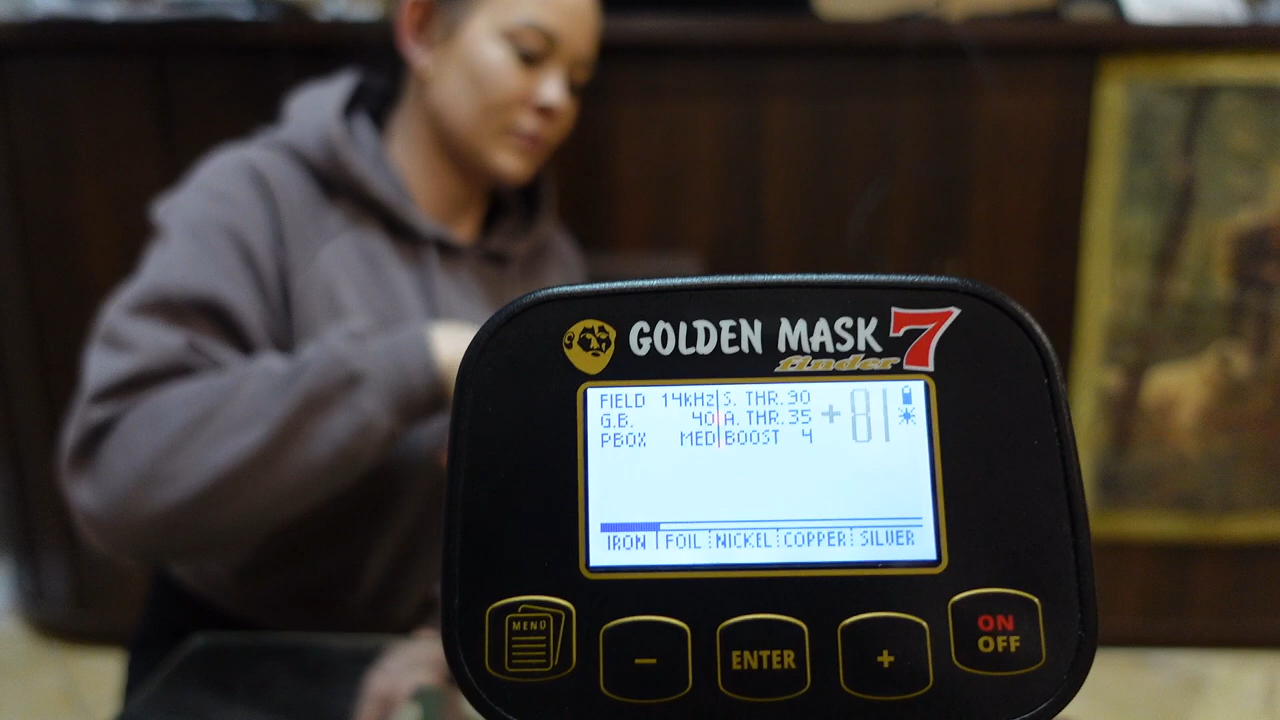 GOLDEN MASK 7
finder
FIELD 14kHz S. THR. 90 +81
G.B. 40 A. THR. 35
PBOX MED BOOST 4
IRON FOIL NICKEL COPPER SILVER
MENU
− ENTER +
ON
OFF